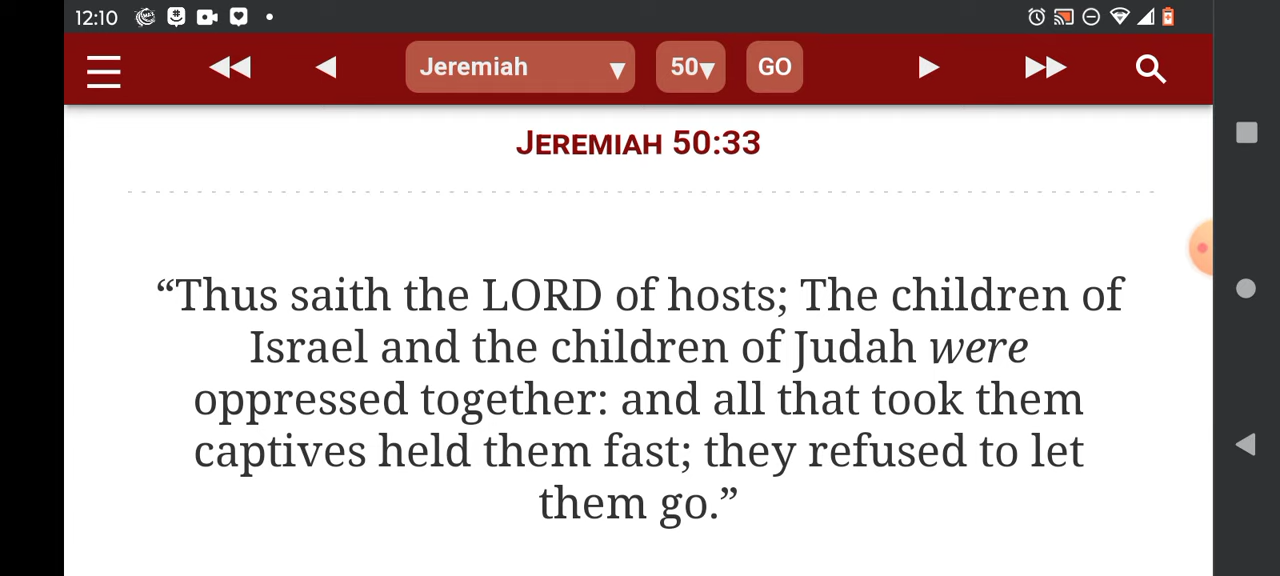 12:10
Jeremiah 50 GO
JEREMIAH 50:33
“Thus saith the LORD of hosts; The children of
Israel and the children of Judah were
oppressed together: and all that took them
captives held them fast; they refused to let
them go.”